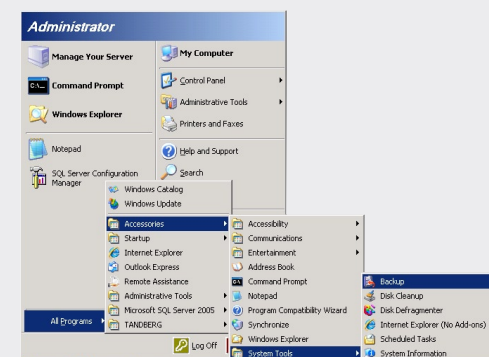 Administrator
Manage Your Server
Command Prompt
Windows Explorer
Notepad
SQL Server Configuration
Manager
My Computer
Control Panel
Administrative Tools
Printers and Faxes
Help and Support
Search
Windows Catalog
Windows Update
Accessories
Startup
Internet Explorer
Outlook Express
Remote Assistance
Administrative Tools
Microsoft SQL Server 2005
TANDBERG
All Programs
Log Off
Accessibility
Communications
Entertainment
Address Book
Command Prompt
Notepad
Program Compatibility Wizard
Synchronize
Windows Explorer
System Tools
Backup
Disk Cleanup
Disk Defragmenter
Internet Explorer (No Add-ons)
Scheduled Tasks
System Information